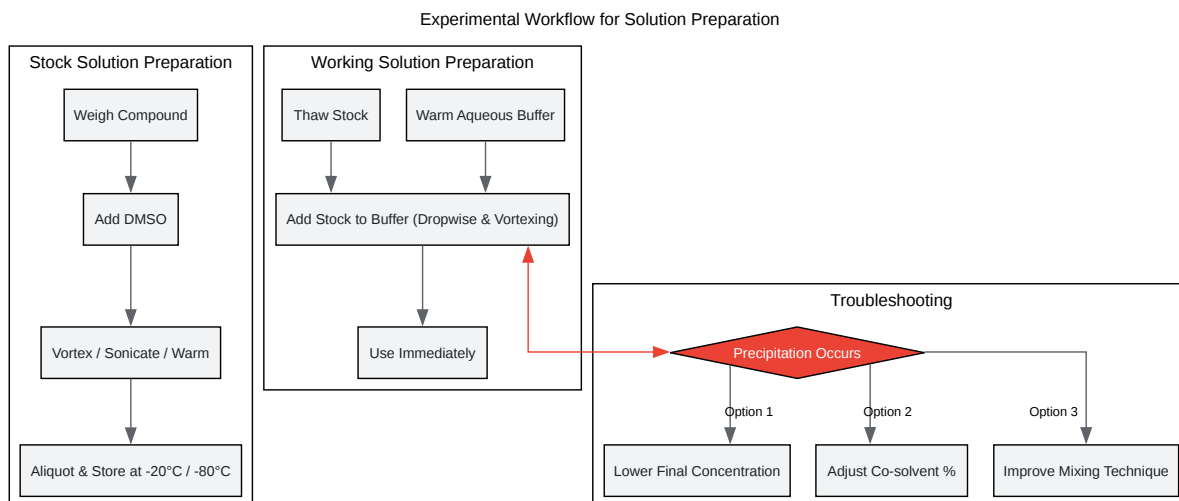 Experimental Workflow for Solution Preparation
Stock Solution Preparation
Weigh Compound
Add DMSO
Vortex / Sonicate / Warm
Aliquot & Store at -20°C / -80°C
Working Solution Preparation
Thaw Stock
Warm Aqueous Buffer
Add Stock to Buffer (Dropwise & Vortexing)
Use Immediately
Troubleshooting
Precipitation Occurs
Option 1
Option 2
Option 3
Lower Final Concentration
Adjust Co-solvent %
Improve Mixing Technique